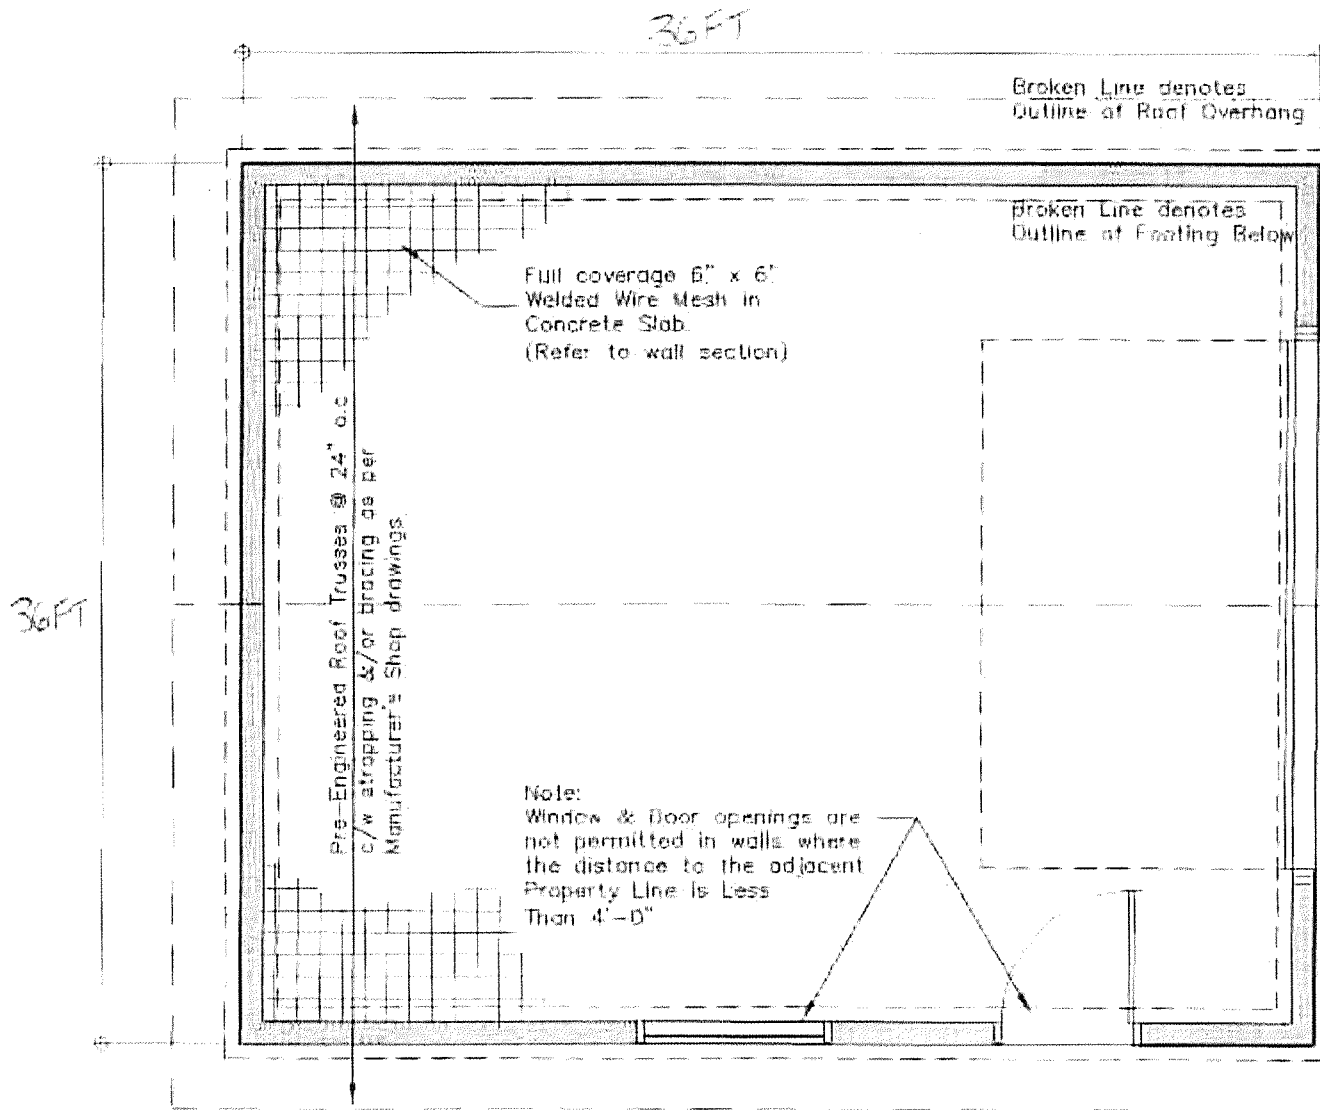 36FT
Broken Line denotes
Outline of Roof Overhang
Broken Line denotes
Outline of Footing Below
Full coverage 6" x 6"
Welded Wire Mesh in
Concrete Slab.
(Refer to wall section)
Pre-Engineered Roof Trusses @ 24" o.c
c/w strapping &/or bracing as per
Manufacturer's Shop drawings.
36FT
Note:
Window & Door openings are
not permitted in walls where
the distance to the adjacent
Property Line is Less
Than 4'-0"